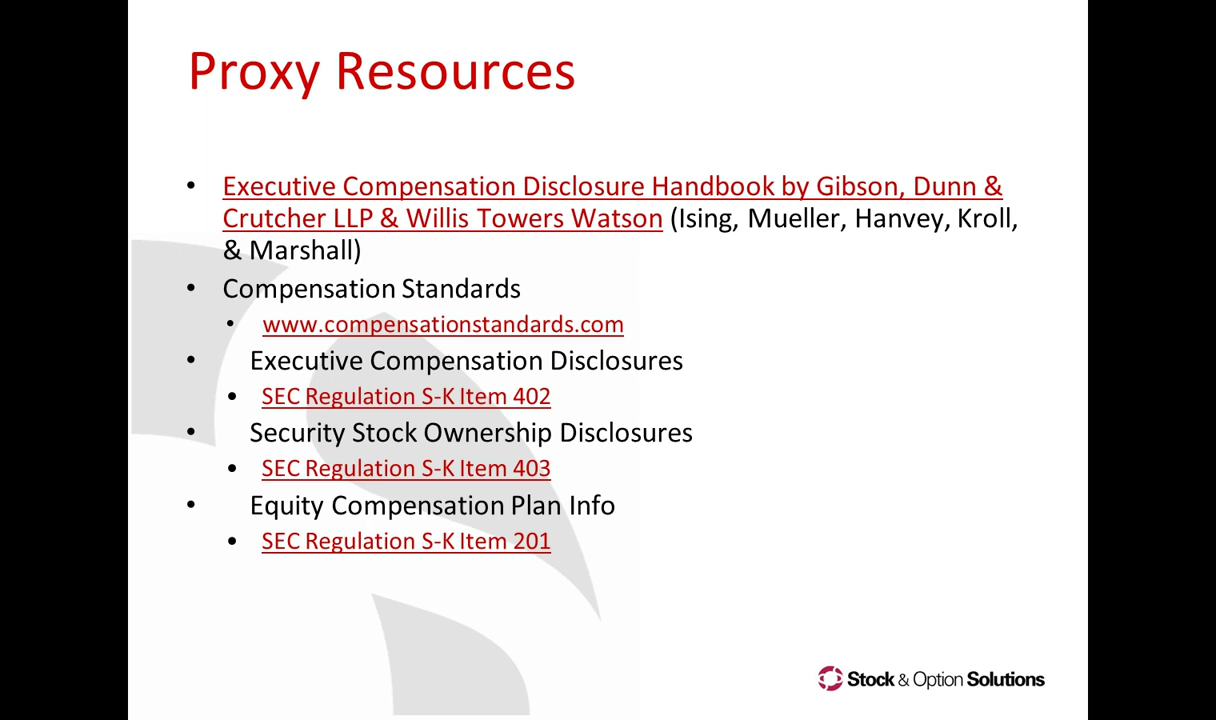 Proxy Resources
• Executive Compensation Disclosure Handbook by Gibson, Dunn &
Crutcher LLP & Willis Towers Watson (Ising, Mueller, Hanvey, Kroll,
& Marshall)
• Compensation Standards
• www.compensationstandards.com
• Executive Compensation Disclosures
• SEC Regulation S-K Item 402
• Security Stock Ownership Disclosures
• SEC Regulation S-K Item 403
• Equity Compensation Plan Info
• SEC Regulation S-K Item 201
Stock & Option Solutions